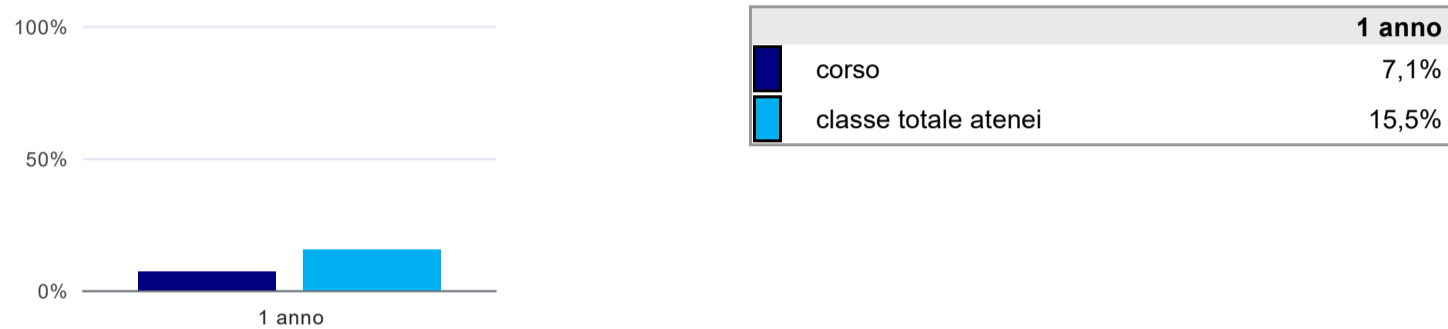 100%
50%
0%
1 anno
1 anno
corso 7,1%
classe totale atenei 15,5%